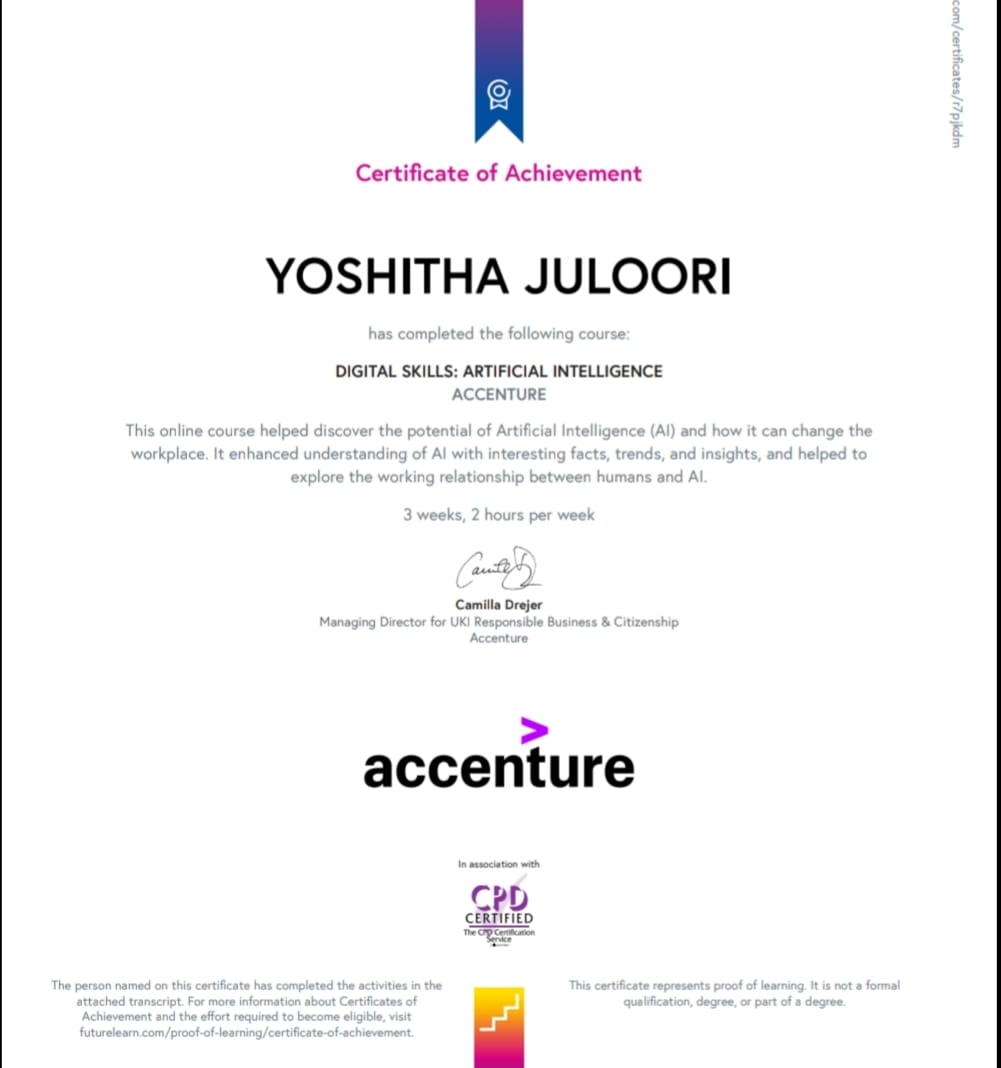 com/certificates/r7pjkdm
Certificate of Achievement
YOSHITHA JULOORI
has completed the following course:
DIGITAL SKILLS: ARTIFICIAL INTELLIGENCE
ACCENTURE
This online course helped discover the potential of Artificial Intelligence (AI) and how it can change the
workplace. It enhanced understanding of AI with interesting facts, trends, and insights, and helped to
explore the working relationship between humans and AI.
3 weeks, 2 hours per week
Camilla Drejer
Managing Director for UKI Responsible Business & Citizenship
Accenture
accenture
In association with
CPD
CERTIFIED
The CPD Certification
Service
The person named on this certificate has completed the activities in the
attached transcript. For more information about Certificates of
Achievement and the effort required to become eligible, visit
futurelearn.com/proof-of-learning/certificate-of-achievement.
This certificate represents proof of learning. It is not a formal
qualification, degree, or part of a degree.